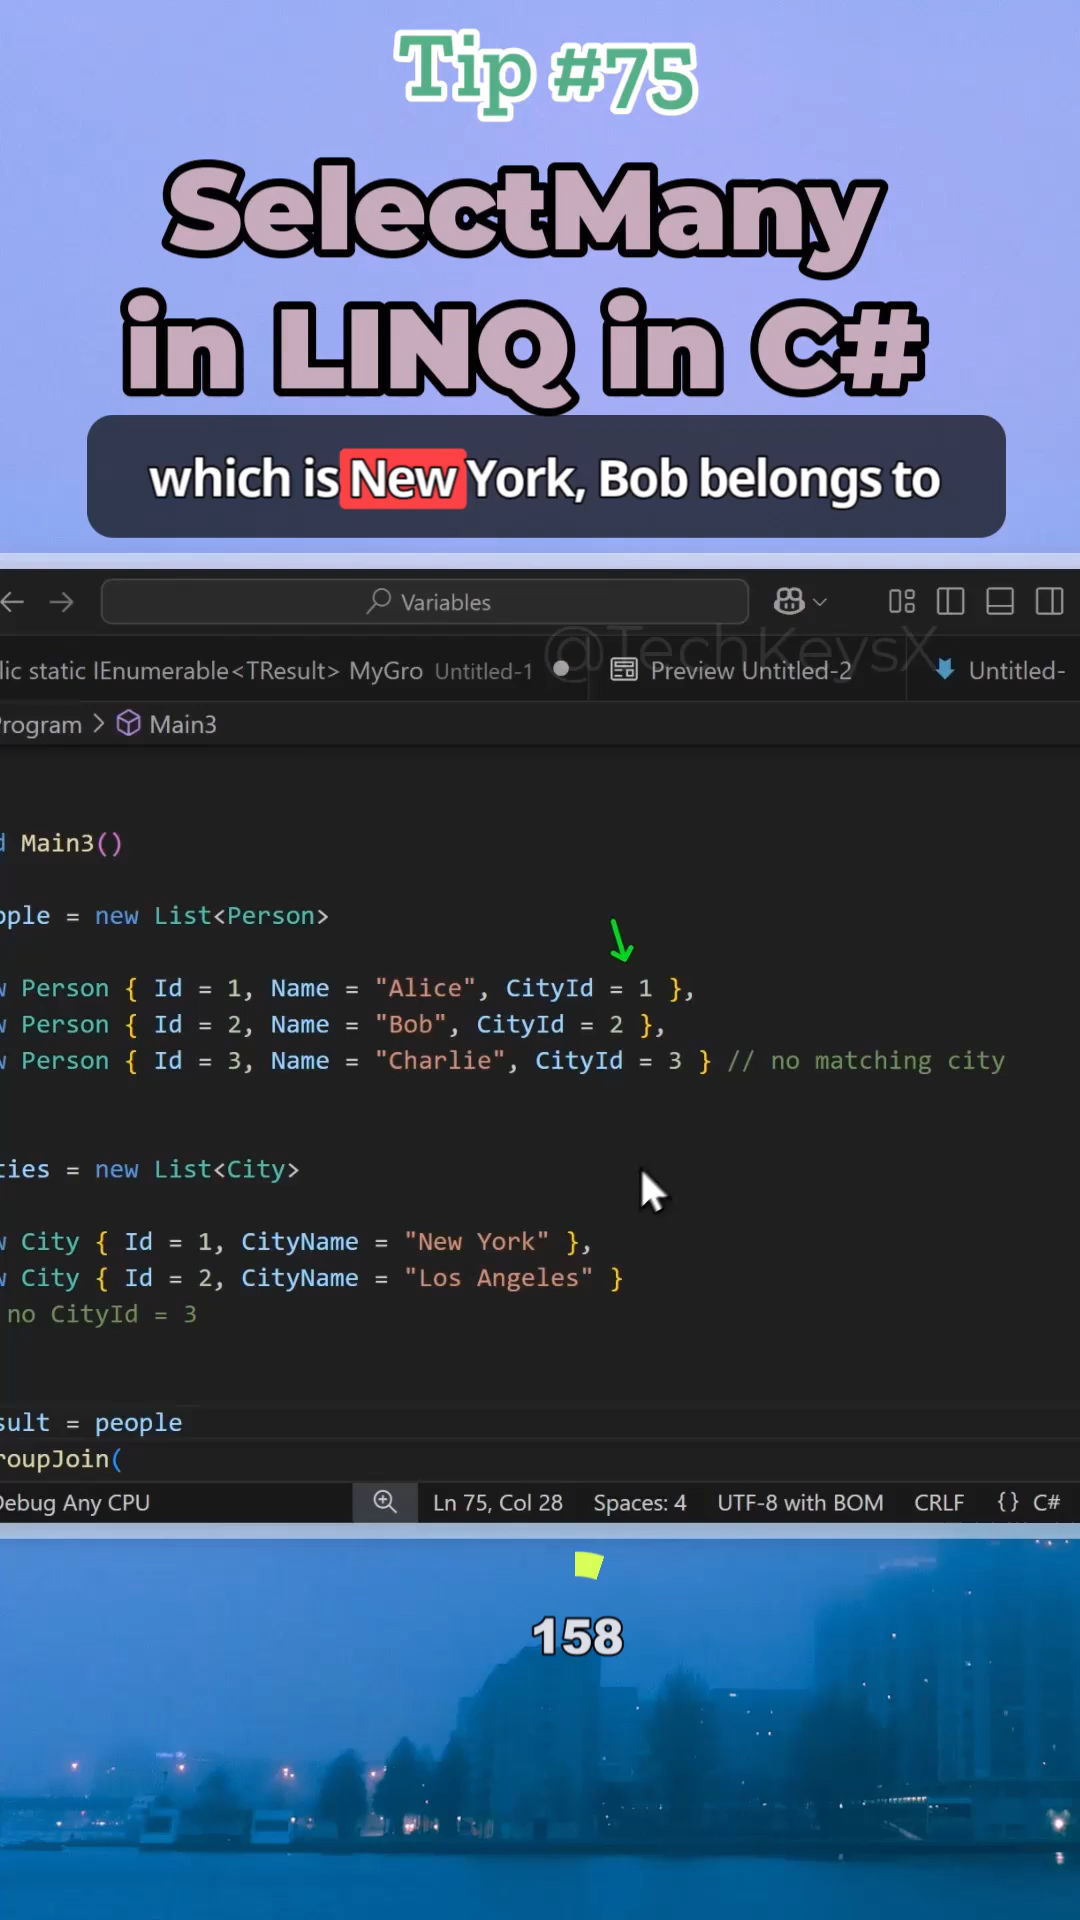 Tip #75
SelectMany
in LINQ in C#
which is New York, Bob belongs to
Variables
@TechKeysX
lic static IEnumerable<TResult> MyGro Untitled-1
Preview Untitled-2
Untitled-
rogram > Main3
d Main3()
ople = new List<Person>
w Person { Id = 1, Name = "Alice", CityId = 1 },
w Person { Id = 2, Name = "Bob", CityId = 2 },
w Person { Id = 3, Name = "Charlie", CityId = 3 } // no matching city
ties = new List<City>
w City { Id = 1, CityName = "New York" },
w City { Id = 2, CityName = "Los Angeles" }
no CityId = 3
sult = people
roupJoin(
Debug Any CPU
Ln 75, Col 28
Spaces: 4
UTF-8 with BOM
CRLF
{} C#
158